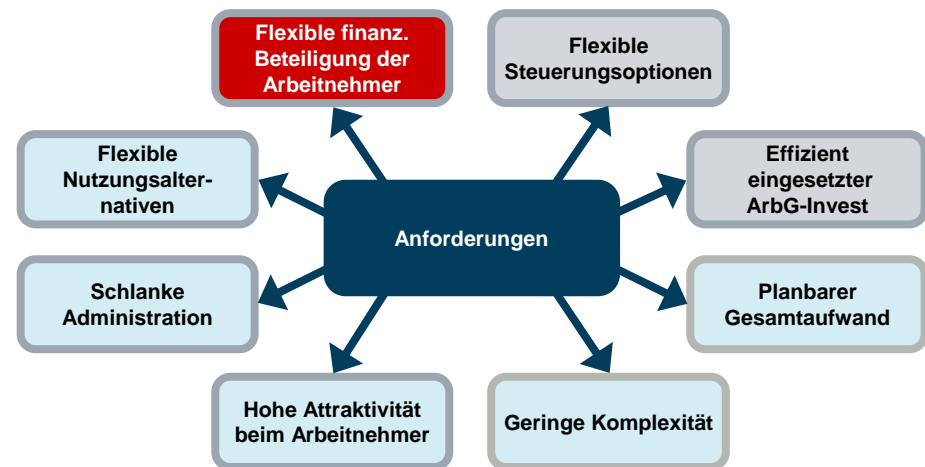 Flexible finanz.
Beteiligung der
Arbeitnehmer
Flexible
Steuerungsoptionen
Flexible
Nutzungsalter-
nativen
Effizient
eingesetzter
ArbG-Invest
Anforderungen
Schlanke
Administration
Planbarer
Gesamtaufwand
Hohe Attraktivität
beim Arbeitnehmer
Geringe Komplexität